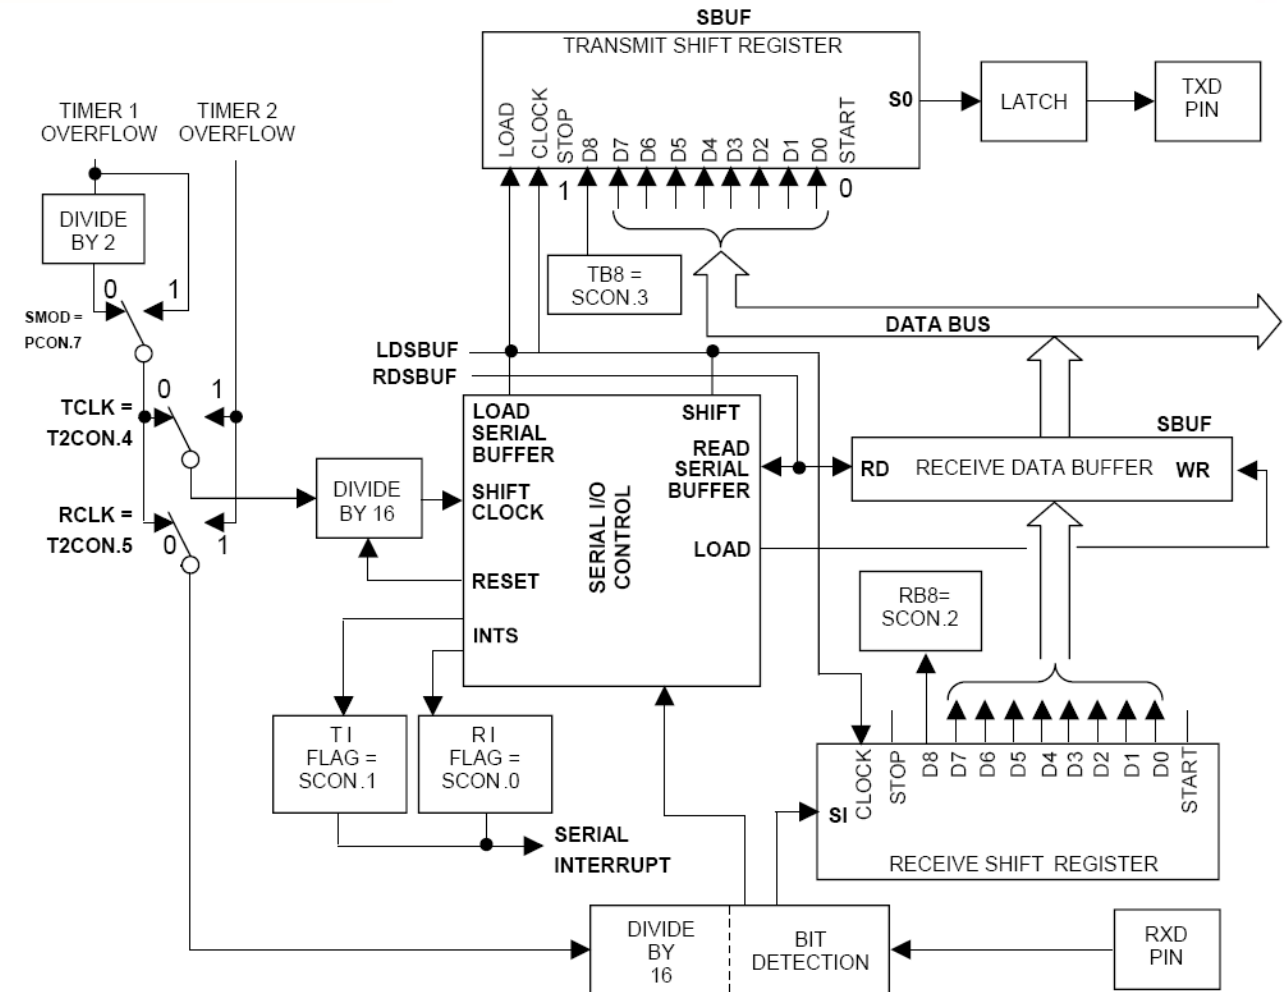 SBUF
TRANSMIT SHIFT REGISTER
LOAD
CLOCK
STOP
D8
D7
D6
D5
D4
D3
D2
D1
D0
START
S0
LATCH
TXD
PIN
1
0
TIMER 1
OVERFLOW
TIMER 2
OVERFLOW
DIVIDE
BY 2
0
1
SMOD =
PCON.7
TB8 =
SCON.3
DATA BUS
LDSBUF
RDSBUF
0
1
TCLK =
T2CON.4
RCLK =
T2CON.5
0
1
DIVIDE
BY 16
LOAD
SERIAL
BUFFER
SHIFT
CLOCK
RESET
INTS
SERIAL I/O
CONTROL
SHIFT
READ
SERIAL
BUFFER
LOAD
SBUF
RD
RECEIVE DATA BUFFER
WR
RB8=
SCON.2
T I
FLAG =
SCON.1
R I
FLAG =
SCON.0
SERIAL
INTERRUPT
SI
CLOCK
STOP
D8
D7
D6
D5
D4
D3
D2
D1
D0
START
RECEIVE SHIFT REGISTER
DIVIDE
BY
16
BIT
DETECTION
RXD
PIN